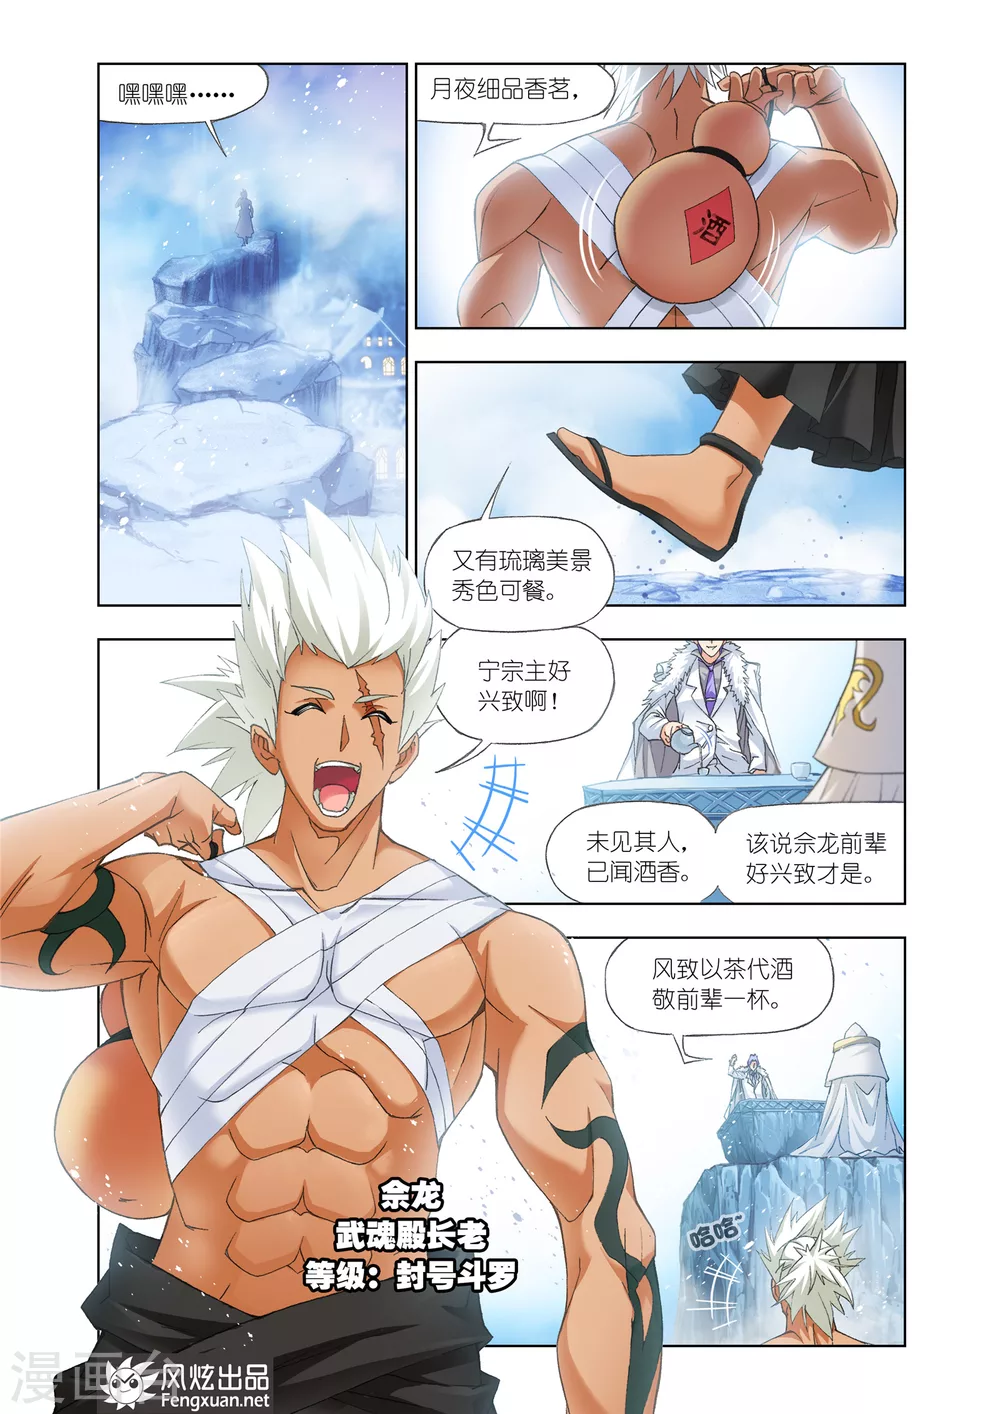 嘿嘿嘿……
月夜细品香茗，
酒
又有琉璃美景
秀色可餐。
宁宗主好
兴致啊！
未见其人，
已闻酒香。
该说佘龙前辈
好兴致才是。
风致以茶代酒
敬前辈一杯。
哈哈~
佘龙
武魂殿长老
等级：封号斗罗
漫画台
风炫出品
Fengxuan.net